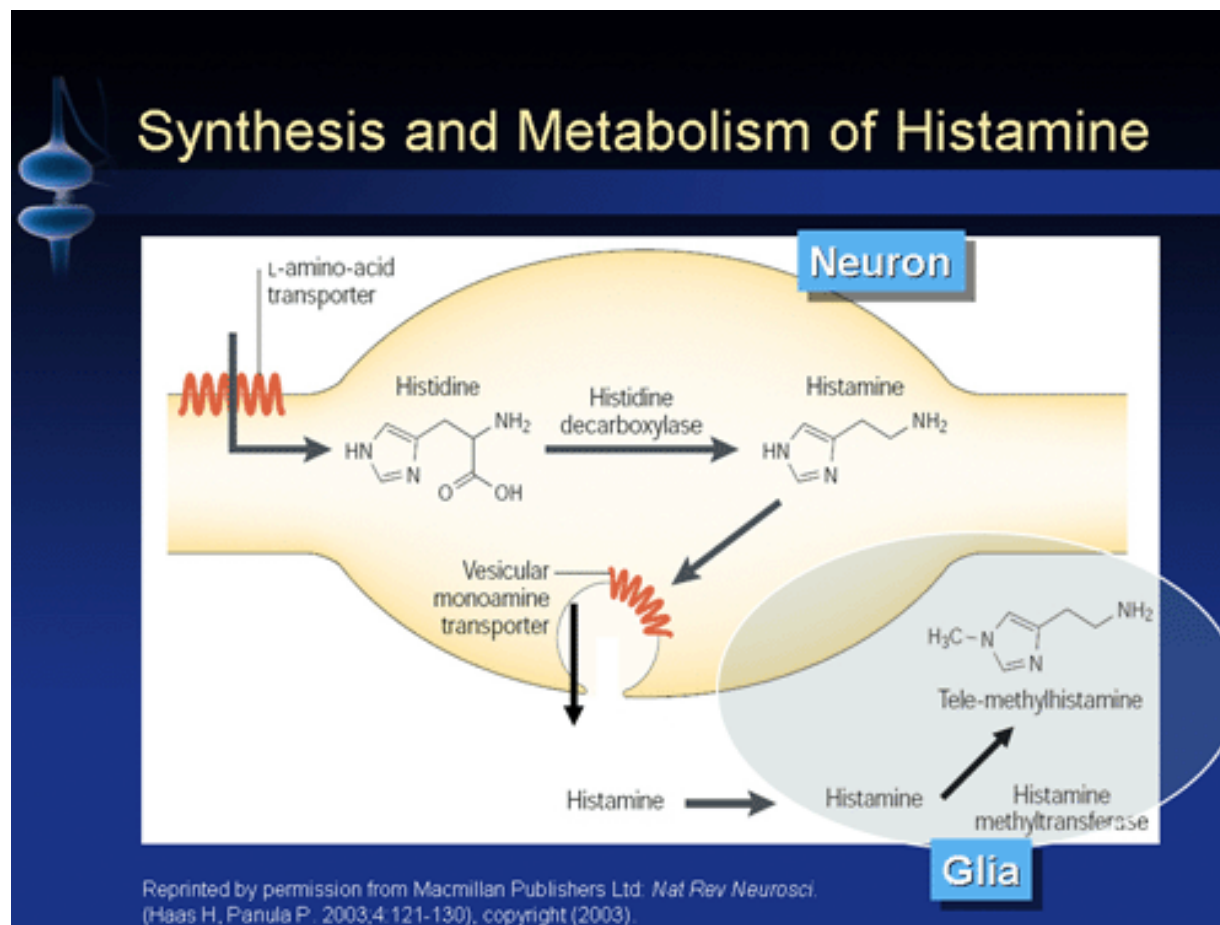 Synthesis and Metabolism of Histamine
Neuron
L-amino-acid
transporter
Histidine
NH2
HN
N
O
OH
Histidine
decarboxylase
Histamine
NH2
HN
N
Vesicular
monoamine
transporter
NH2
H3C-N
N
Tele-methylhistamine
Histamine
Histamine
Histamine
methyltransferase
Glia
Reprinted by permission from Macmillan Publishers Ltd: Nat Rev Neurosci.
(Haas H, Panula P. 2003;4:121-130), copyright (2003).